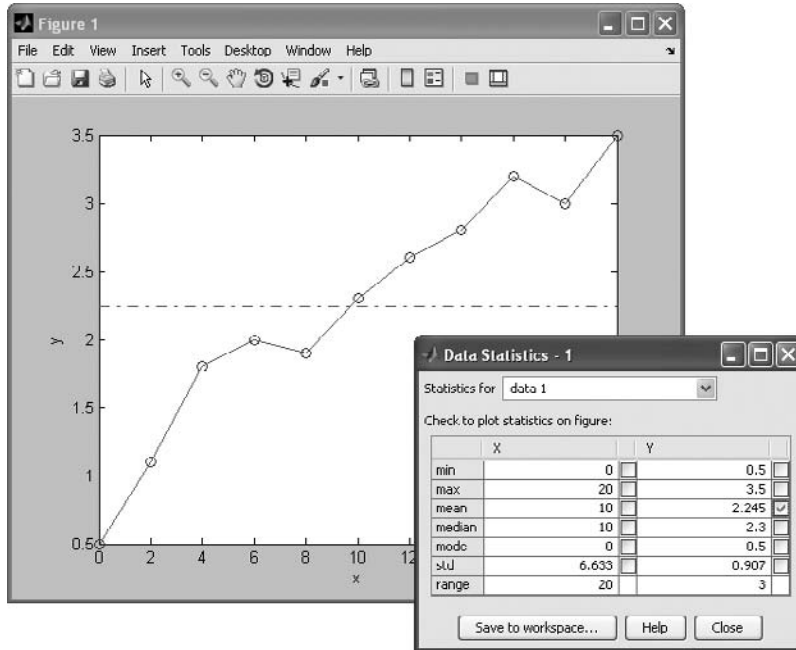 Figure 1
File Edit View Insert Tools Desktop Window Help
3.5
3
2.5
2
1.5
1
0.5
y
0 2 4 6 8 10 12
x
Data Statistics - 1
Statistics for data 1
Check to plot statistics on figure:
X Y
min 0 0.5
max 20 3.5
mean 10 2.245
median 10 2.3
mode 0 0.5
std 6.633 0.907
range 20 3
Save to workspace... Help Close